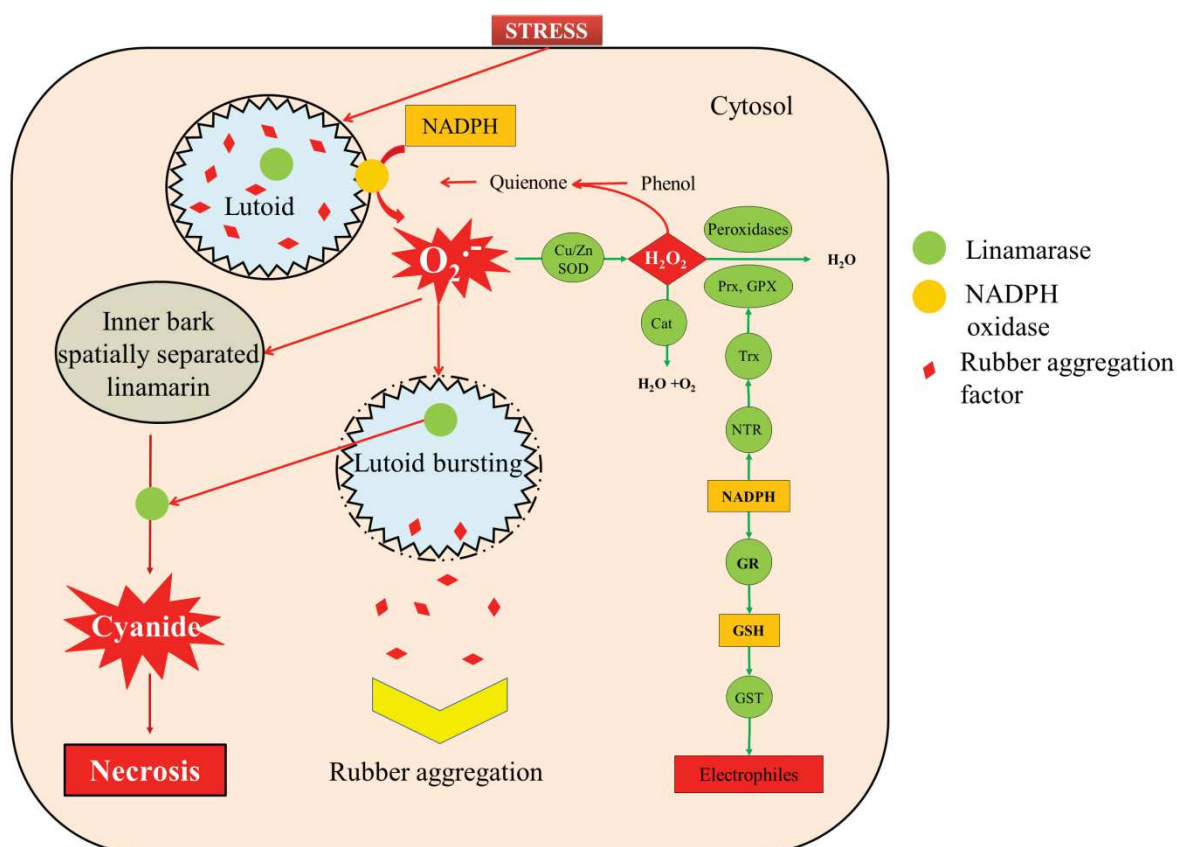 STRESS
Cytosol
NADPH
Quienone
Phenol
Lutoid
O₂·⁻
Cu/Zn
SOD
H₂O₂
Peroxidases
H₂O
Prx, GPX
Cat
Trx
H₂O +O₂
NTR
Inner bark
spatially separated
linamarin
Lutoid bursting
NADPH
GR
GSH
GST
Electrophiles
Cyanide
Necrosis
Rubber aggregation
Linamarase
NADPH
oxidase
Rubber aggregation
factor